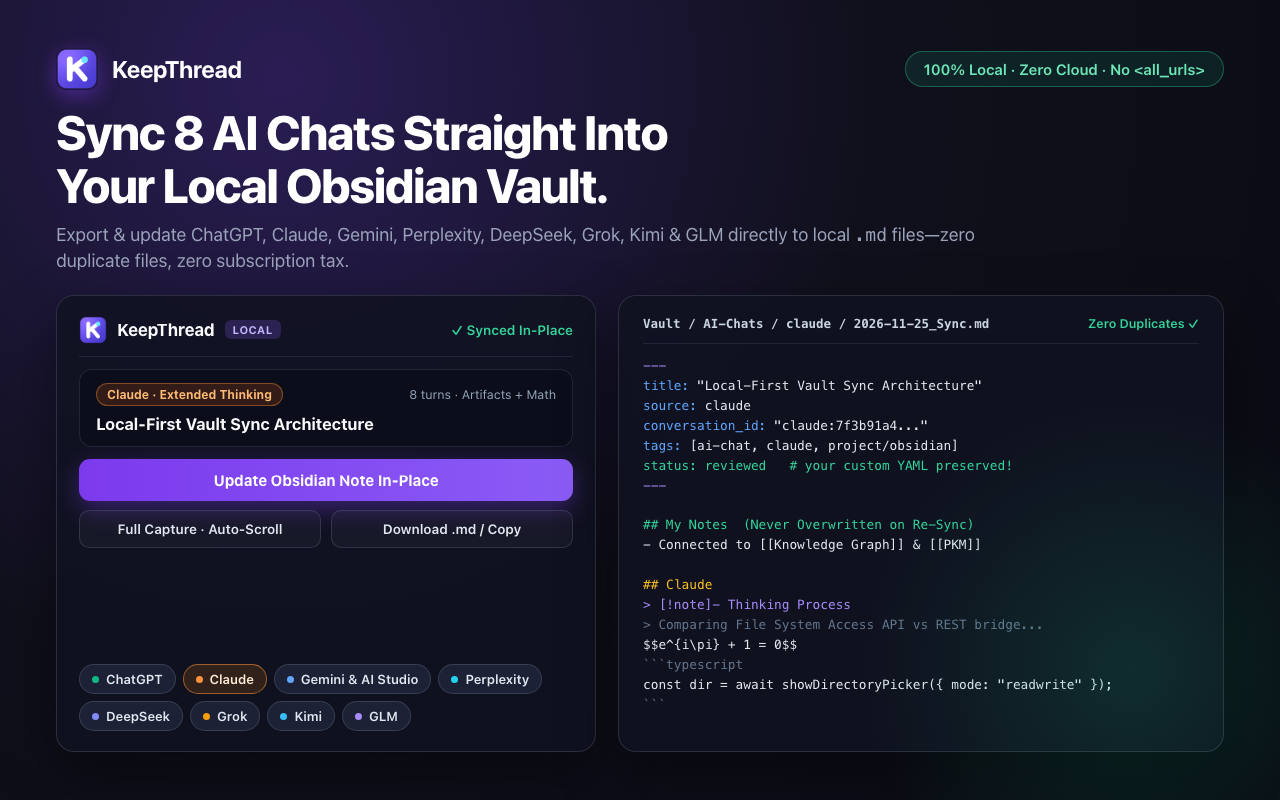 KeepThread
100% Local · Zero Cloud · No <all_urls>
Sync 8 AI Chats Straight Into
Your Local Obsidian Vault.
Export & update ChatGPT, Claude, Gemini, Perplexity, DeepSeek, Grok, Kimi & GLM directly to local .md files—zero
duplicate files, zero subscription tax.
KeepThread LOCAL ✓ Synced In-Place
Claude · Extended Thinking 8 turns · Artifacts + Math
Local-First Vault Sync Architecture
Update Obsidian Note In-Place
Full Capture · Auto-Scroll Download .md / Copy
ChatGPT Claude Gemini & AI Studio Perplexity
DeepSeek Grok Kimi GLM
Vault / AI-Chats / claude / 2026-11-25_Sync.md Zero Duplicates ✓
---
title: "Local-First Vault Sync Architecture"
source: claude
conversation_id: "claude:7f3b91a4..."
tags: [ai-chat, claude, project/obsidian]
status: reviewed # your custom YAML preserved!
---
## My Notes (Never Overwritten on Re-Sync)
- Connected to [[Knowledge Graph]] & [[PKM]]
## Claude
> [!note]- Thinking Process
> Comparing File System Access API vs REST bridge...
$$e^{i\pi} + 1 = 0$$
```typescript
const dir = await showDirectoryPicker({ mode: "readwrite" });
```